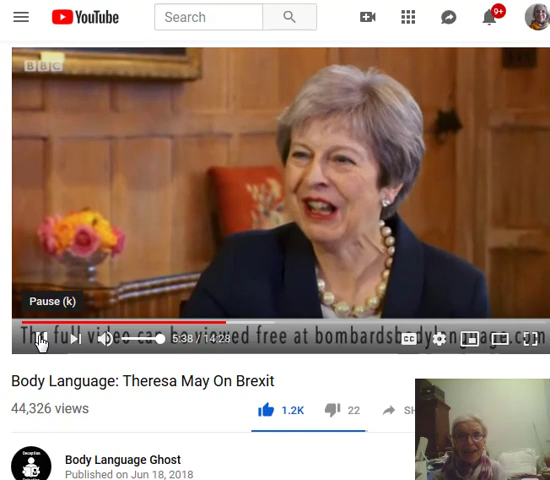 YouTube
Search
9+
BBC
Pause (k)
The full video can be viewed free at bombardsbodylanguage.com
5:38 / 14:28
CC
Body Language: Theresa May On Brexit
44,326 views
1.2K
22
SH
Body Language Ghost
Published on Jun 18, 2018